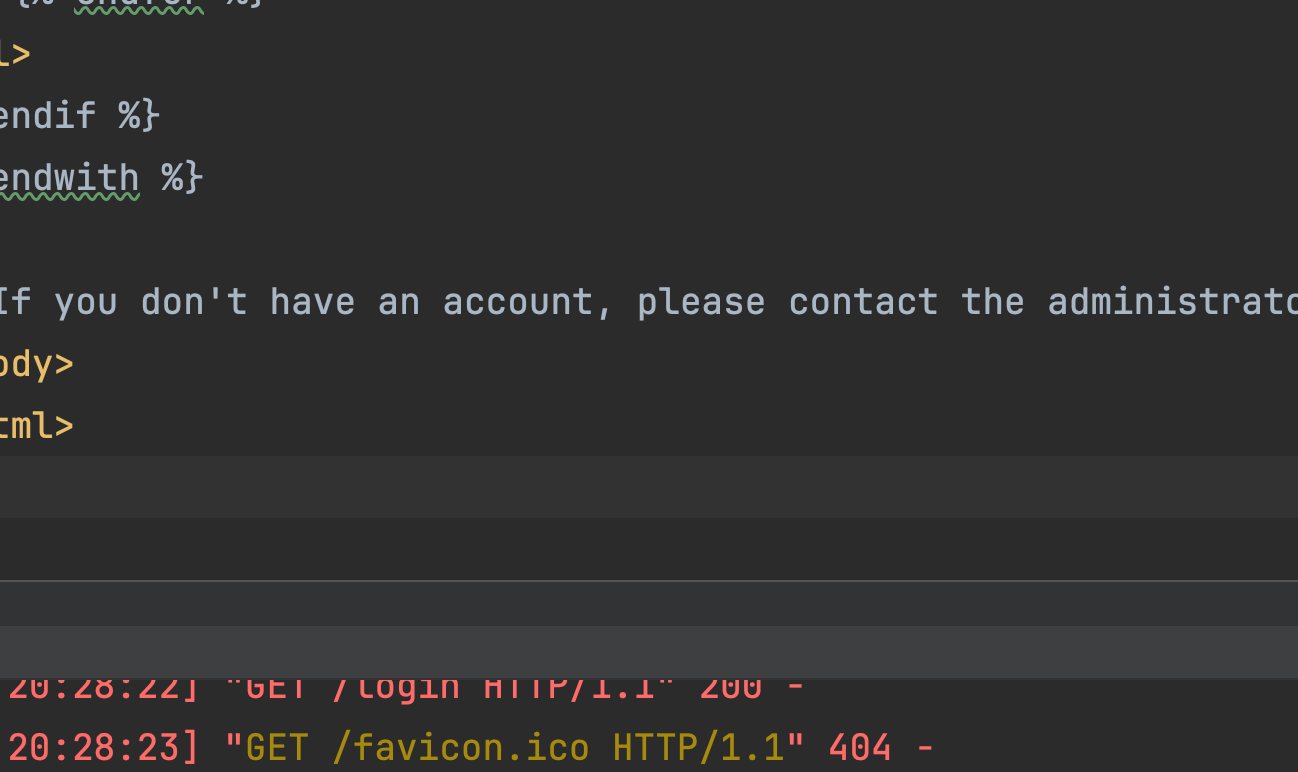 {% endfor %}
l>
endif %}
endwith %}
If you don't have an account, please contact the administrato
ody>
tml>
20:28:22] "GET /login HTTP/1.1" 200 -
20:28:23] "GET /favicon.ico HTTP/1.1" 404 -